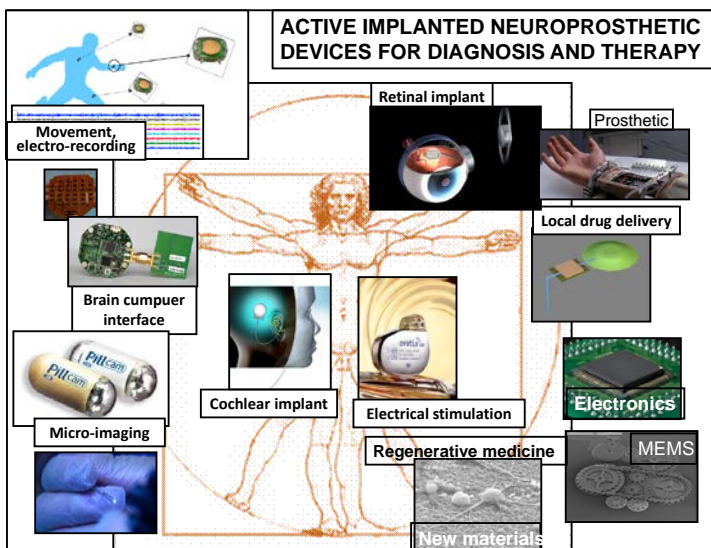 ACTIVE IMPLANTED NEUROPROSTHETIC
DEVICES FOR DIAGNOSIS AND THERAPY
Retinal implant
Prosthetic
Movement,
electro-recording
Local drug delivery
Brain cumpuer
interface
Pillcam
Pillcam
ovatio
Cochlear implant
Electrical stimulation
Electronics
Micro-imaging
Regenerative medicine
MEMS
New materials